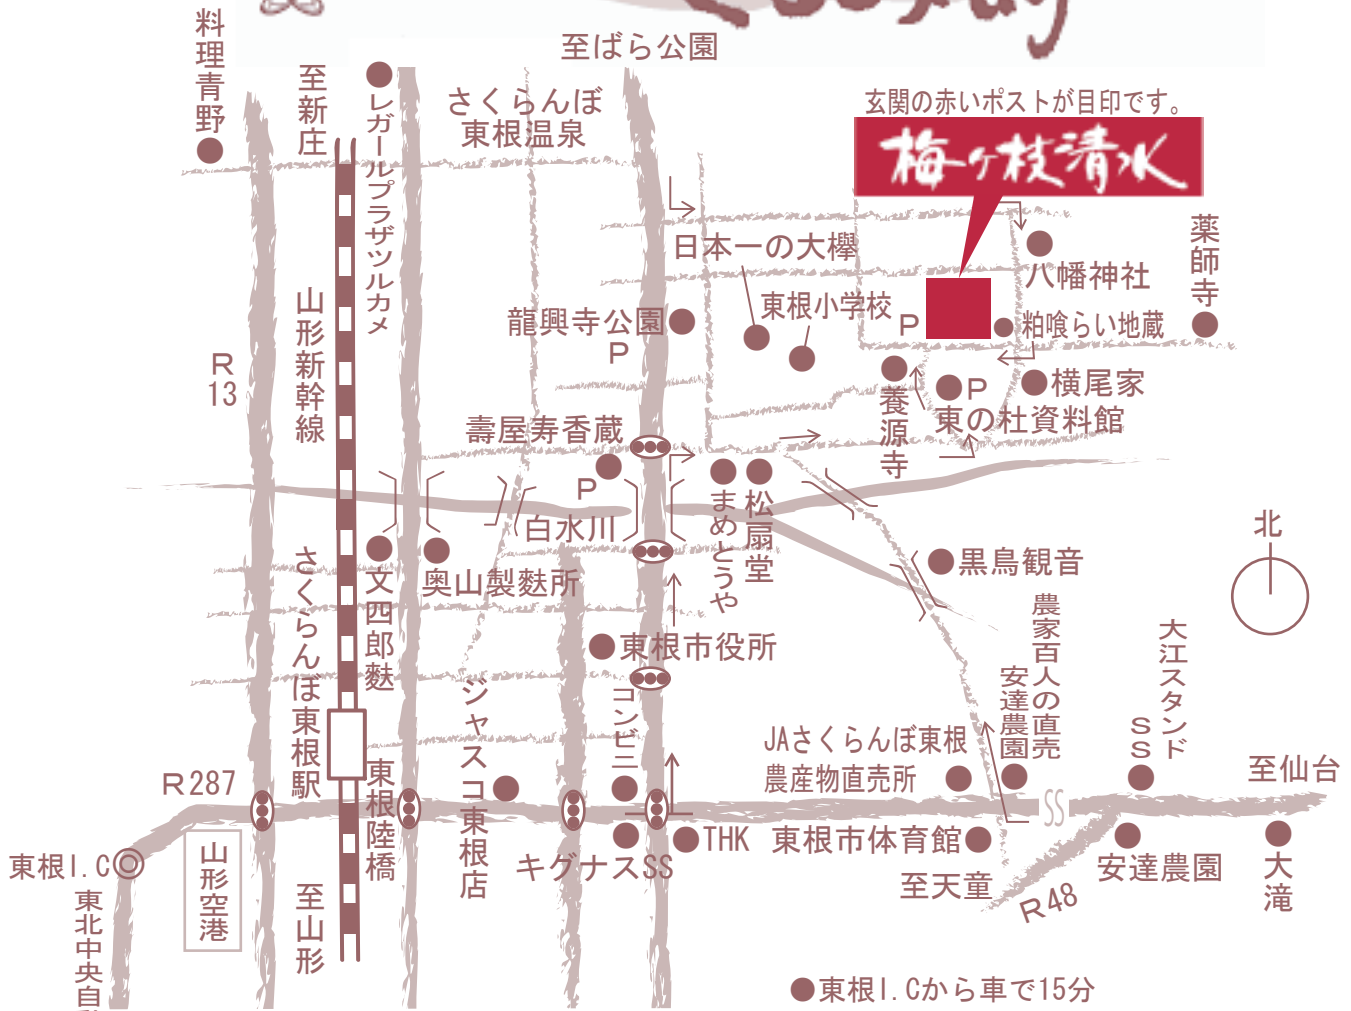 至ばら公園
料理青野
至新庄
レガールプラザツルカメ
さくらんぼ
東根温泉
玄関の赤いポストが目印です。
梅ヶ枝清水
日本一の大欅
八幡神社
薬師寺
東根小学校
龍興寺公園
P
P
粕喰らい地蔵
R
13
山形新幹線
養源寺
P
横尾家
東の杜資料館
壽屋寿香蔵
P
白水川
まめとうや
松扇堂
北
さくらんぼ東根駅
文四郎麩
奥山製麩所
黒鳥観音
東根市役所
農家百人の直売
安達農園
大江スタンド
SS
ジャスコ東根店
コンビニ
JAさくらんぼ東根
農産物直売所
至仙台
R287
東根陸橋
東根I.C
山形空港
キグナスSS
THK
東根市体育館
安達農園
大滝
至天童
R48
至山形
東北中央自
●東根I.Cから車で15分